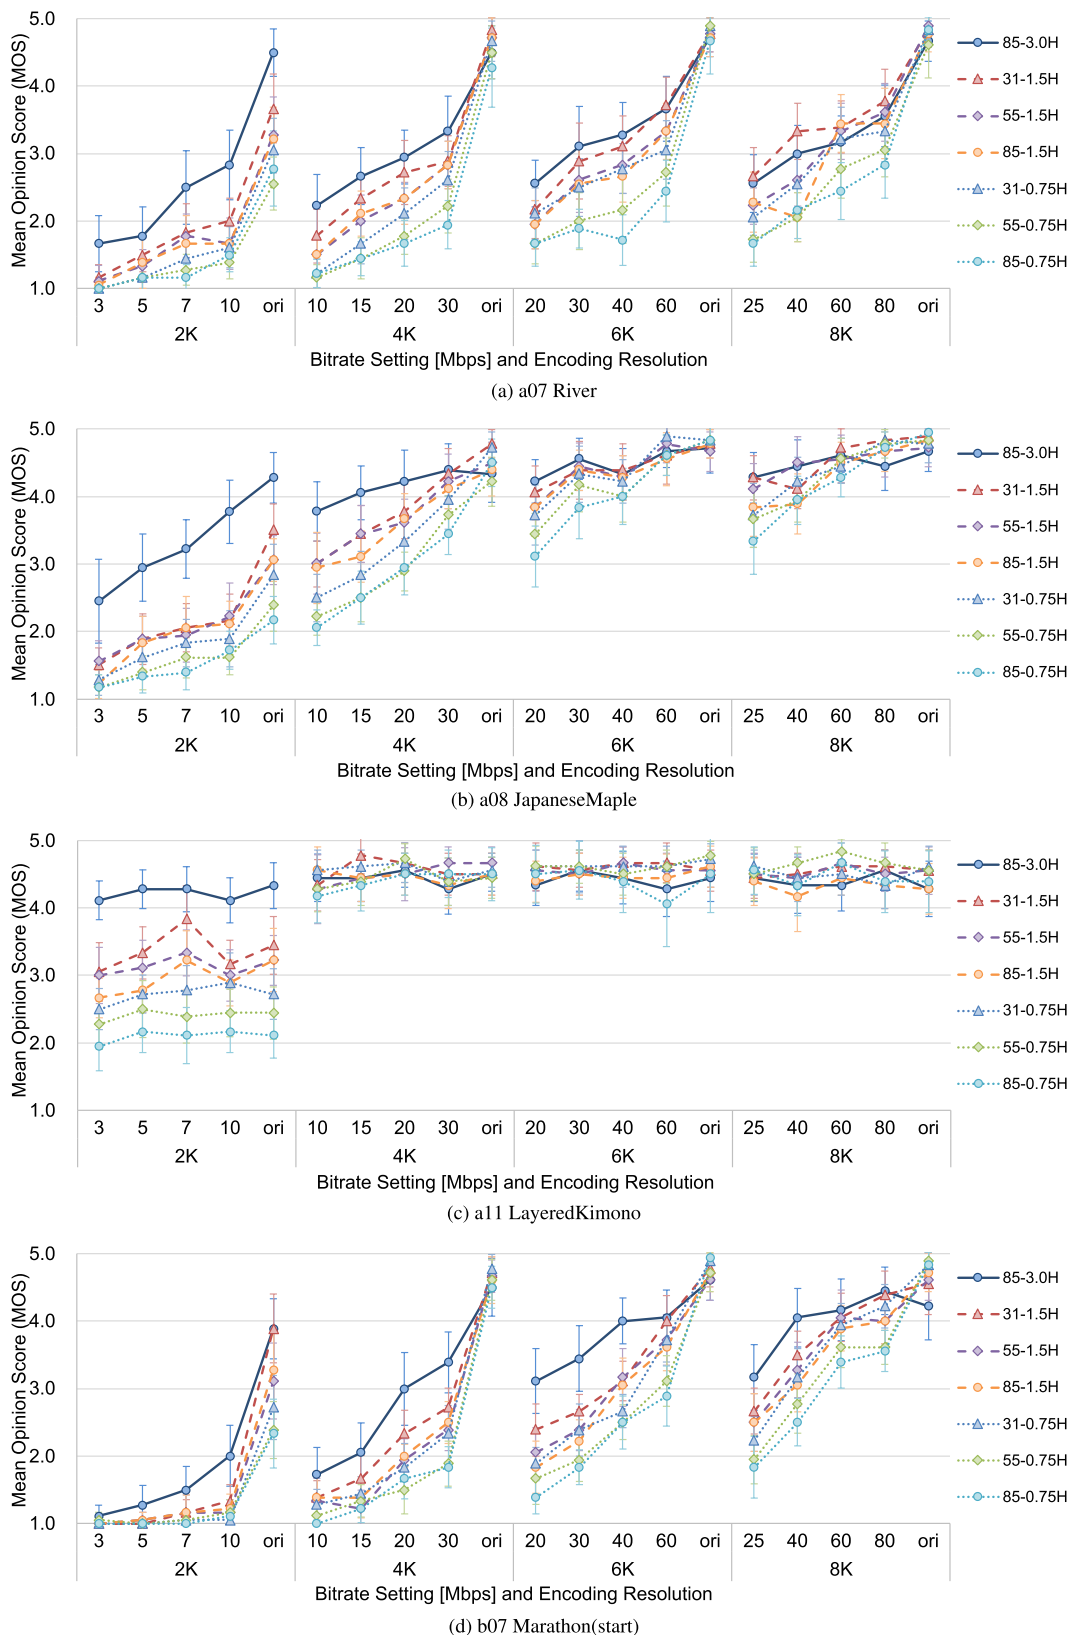 Mean Opinion Score (MOS)
5.0
4.0
3.0
2.0
1.0
3 5 7 10 ori 10 15 20 30 ori 20 30 40 60 ori 25 40 60 80 ori
2K 4K 6K 8K
Bitrate Setting [Mbps] and Encoding Resolution
85-3.0H
31-1.5H
55-1.5H
85-1.5H
31-0.75H
55-0.75H
85-0.75H
(a) a07 River
Mean Opinion Score (MOS)
5.0
4.0
3.0
2.0
1.0
3 5 7 10 ori 10 15 20 30 ori 20 30 40 60 ori 25 40 60 80 ori
2K 4K 6K 8K
Bitrate Setting [Mbps] and Encoding Resolution
85-3.0H
31-1.5H
55-1.5H
85-1.5H
31-0.75H
55-0.75H
85-0.75H
(b) a08 JapaneseMaple
Mean Opinion Score (MOS)
5.0
4.0
3.0
2.0
1.0
3 5 7 10 ori 10 15 20 30 ori 20 30 40 60 ori 25 40 60 80 ori
2K 4K 6K 8K
Bitrate Setting [Mbps] and Encoding Resolution
85-3.0H
31-1.5H
55-1.5H
85-1.5H
31-0.75H
55-0.75H
85-0.75H
(c) a11 LayeredKimono
Mean Opinion Score (MOS)
5.0
4.0
3.0
2.0
1.0
3 5 7 10 ori 10 15 20 30 ori 20 30 40 60 ori 25 40 60 80 ori
2K 4K 6K 8K
Bitrate Setting [Mbps] and Encoding Resolution
85-3.0H
31-1.5H
55-1.5H
85-1.5H
31-0.75H
55-0.75H
85-0.75H
(d) b07 Marathon(start)